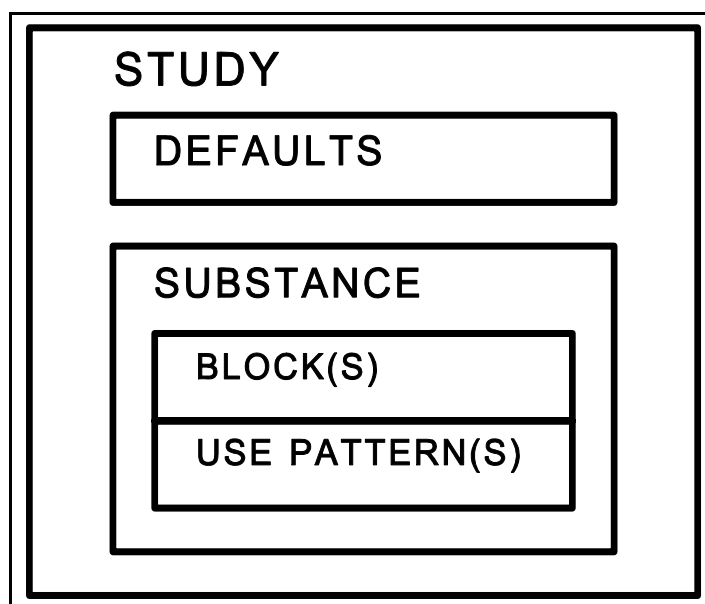 STUDY
DEFAULTS
SUBSTANCE
BLOCK(S)
USE PATTERN(S)